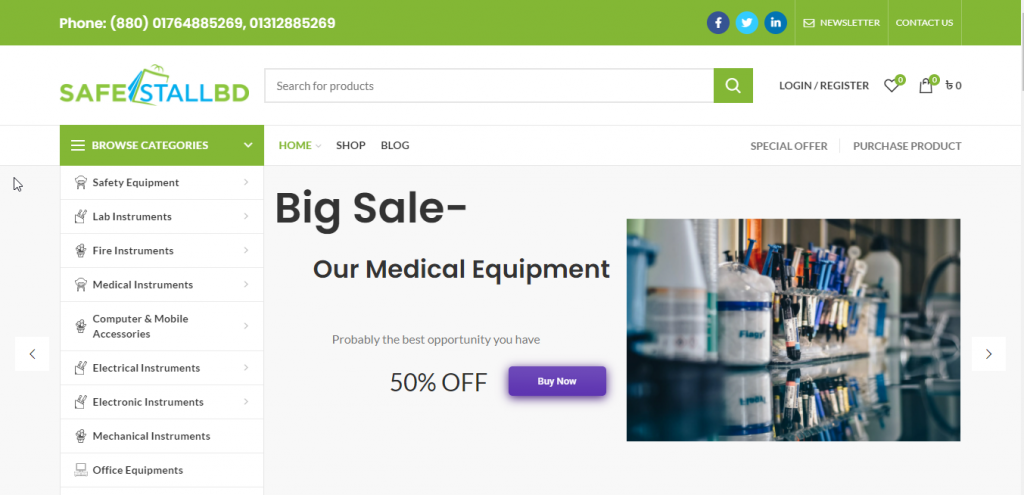 Phone: (880) 01764885269, 01312885269
NEWSLETTER
CONTACT US
SAFE STALLBD
Search for products
LOGIN / REGISTER
0
0
৳ 0
BROWSE CATEGORIES
HOME
SHOP
BLOG
SPECIAL OFFER
PURCHASE PRODUCT
Safety Equipment
Lab Instruments
Fire Instruments
Medical Instruments
Computer & Mobile
Accessories
Electrical Instruments
Electronic Instruments
Mechanical Instruments
Office Equipments
Big Sale-
Our Medical Equipment
Probably the best opportunity you have
50% OFF
Buy Now
Flagyl